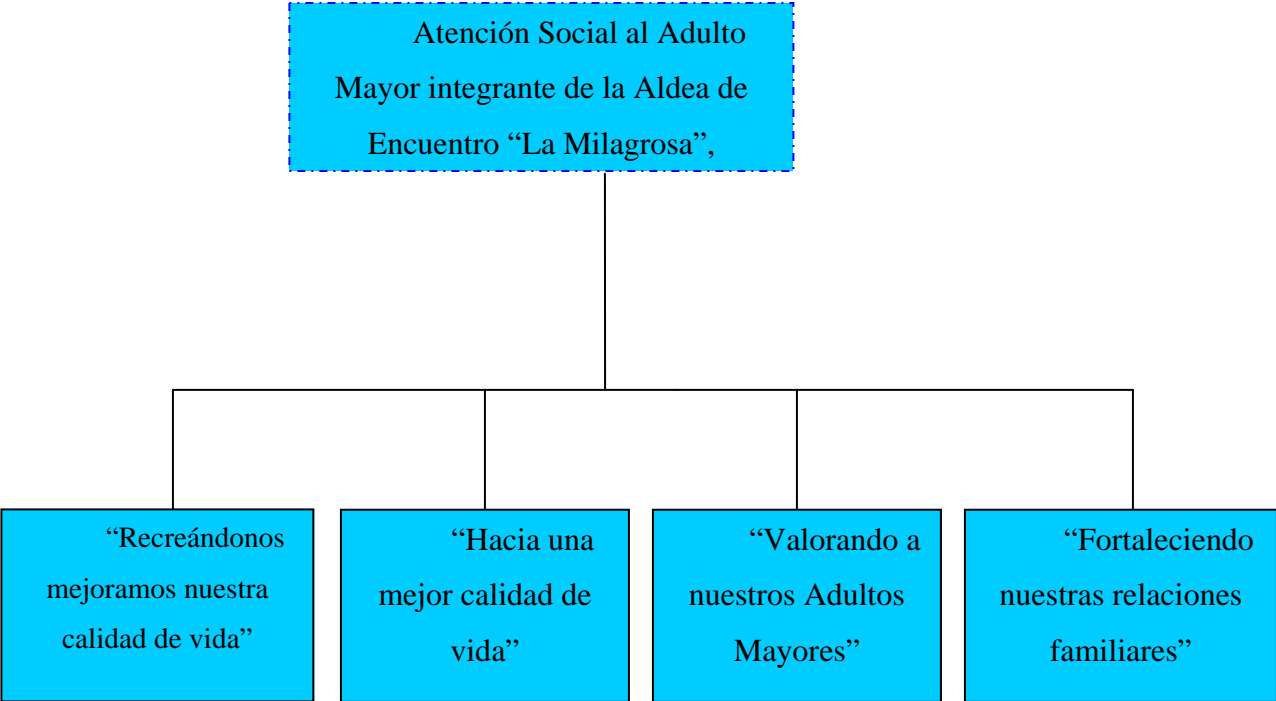 Atención Social al Adulto
Mayor integrante de la Aldea de
Encuentro “La Milagrosa”,
“Recreándonos
mejoramos nuestra
calidad de vida”
“Hacia una
mejor calidad de
vida”
“Valorando a
nuestros Adultos
Mayores”
“Fortaleciendo
nuestras relaciones
familiares”